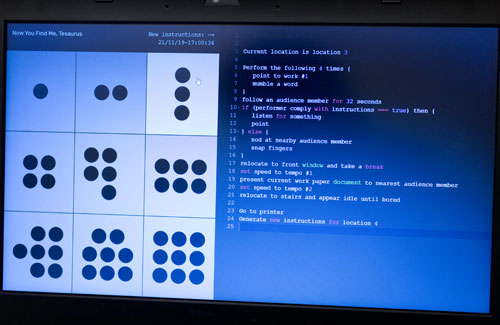 Now You Find Me, Tesaurus
New instructions: →
21/11/19-17:00:36
Current location is location 3
5 Perform the following 4 times {
6 point to work #1
7 mumble a word
8 }
9 follow an audience member for 32 seconds
10 if (performer comply with instructions === true) then {
11 listen for something
12 point
13 } else {
14 nod at nearby audience member
15 snap fingers
16 }
17 relocate to front window and take a break
18 set speed to tempo #1
19 present current work paper document to nearest audience member
20 set speed to tempo #2
21 relocate to stairs and appear idle until bored
22
23 Go to printer
24 Generate new instructions for location 4
25